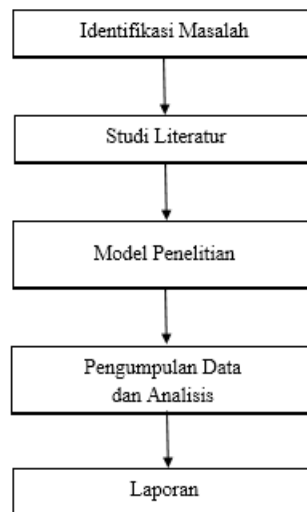 Identifikasi Masalah
Studi Literatur
Model Penelitian
Pengumpulan Data
dan Analisis
Laporan